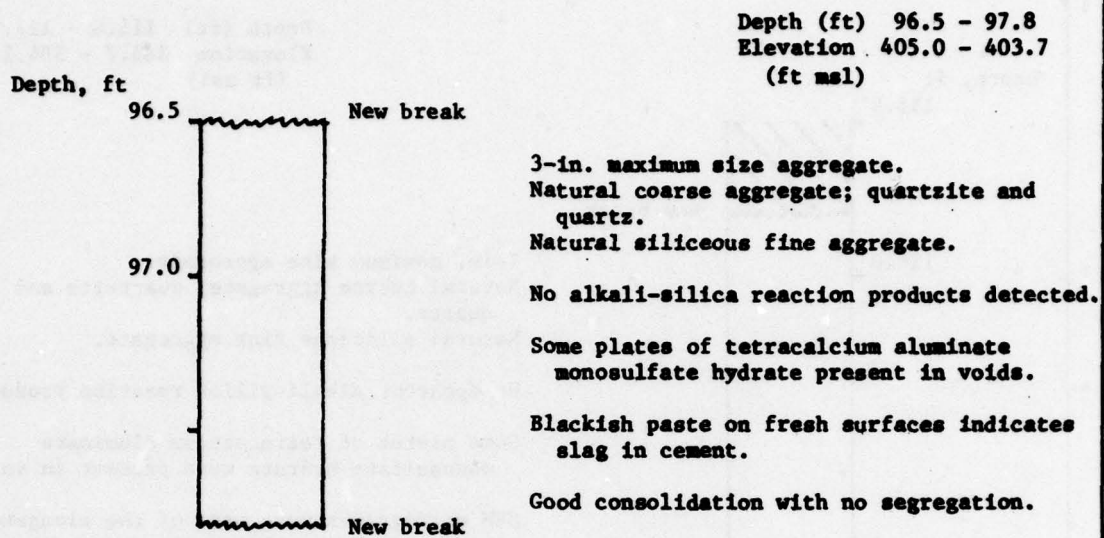 Depth (ft) 96.5 - 97.8
Elevation 405.0 - 403.7
(ft msl)
Depth, ft
96.5
New break
3-in. maximum size aggregate.
Natural coarse aggregate; quartzite and
quartz.
Natural siliceous fine aggregate.
97.0
No alkali-silica reaction products detected.
Some plates of tetracalcium aluminate
monosulfate hydrate present in voids.
Blackish paste on fresh surfaces indicates
slag in cement.
Good consolidation with no segregation.
New break